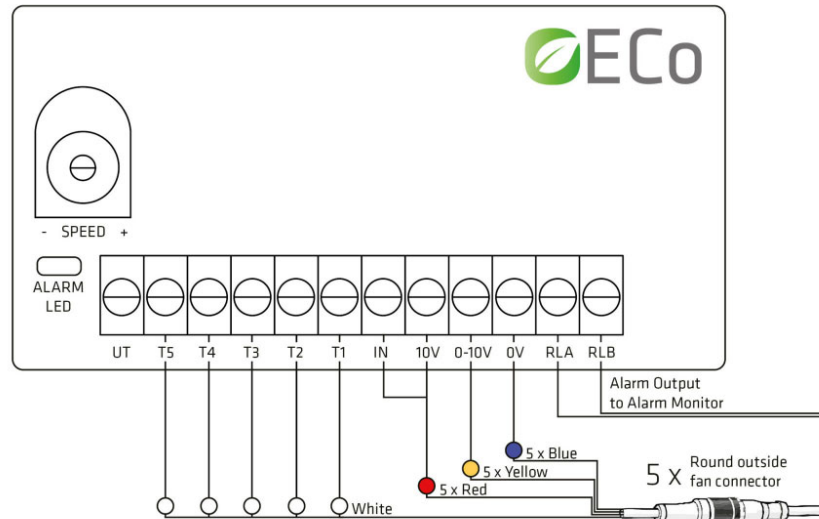 ECo
- SPEED +
ALARM
LED
UT T5 T4 T3 T2 T1 IN 10V 0-10V 0V RLA RLB
Alarm Output
to Alarm Monitor
5 x Blue
5 x Yellow
5 x Red
White
5 x Round outside
fan connector